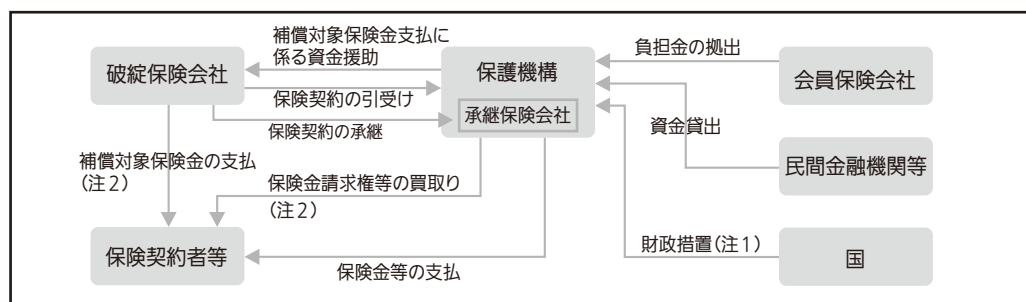 補償対象保険金支払に
係る資金援助
負担金の拠出
破綻保険会社
保護機構
会員保険会社
保険契約の引受け
承継保険会社
保険契約の承継
資金貸出
補償対象保険金の支払
(注2)
民間金融機関等
保険金請求権等の買取り
(注2)
財政措置(注1)
保険契約者等
国
保険金等の支払